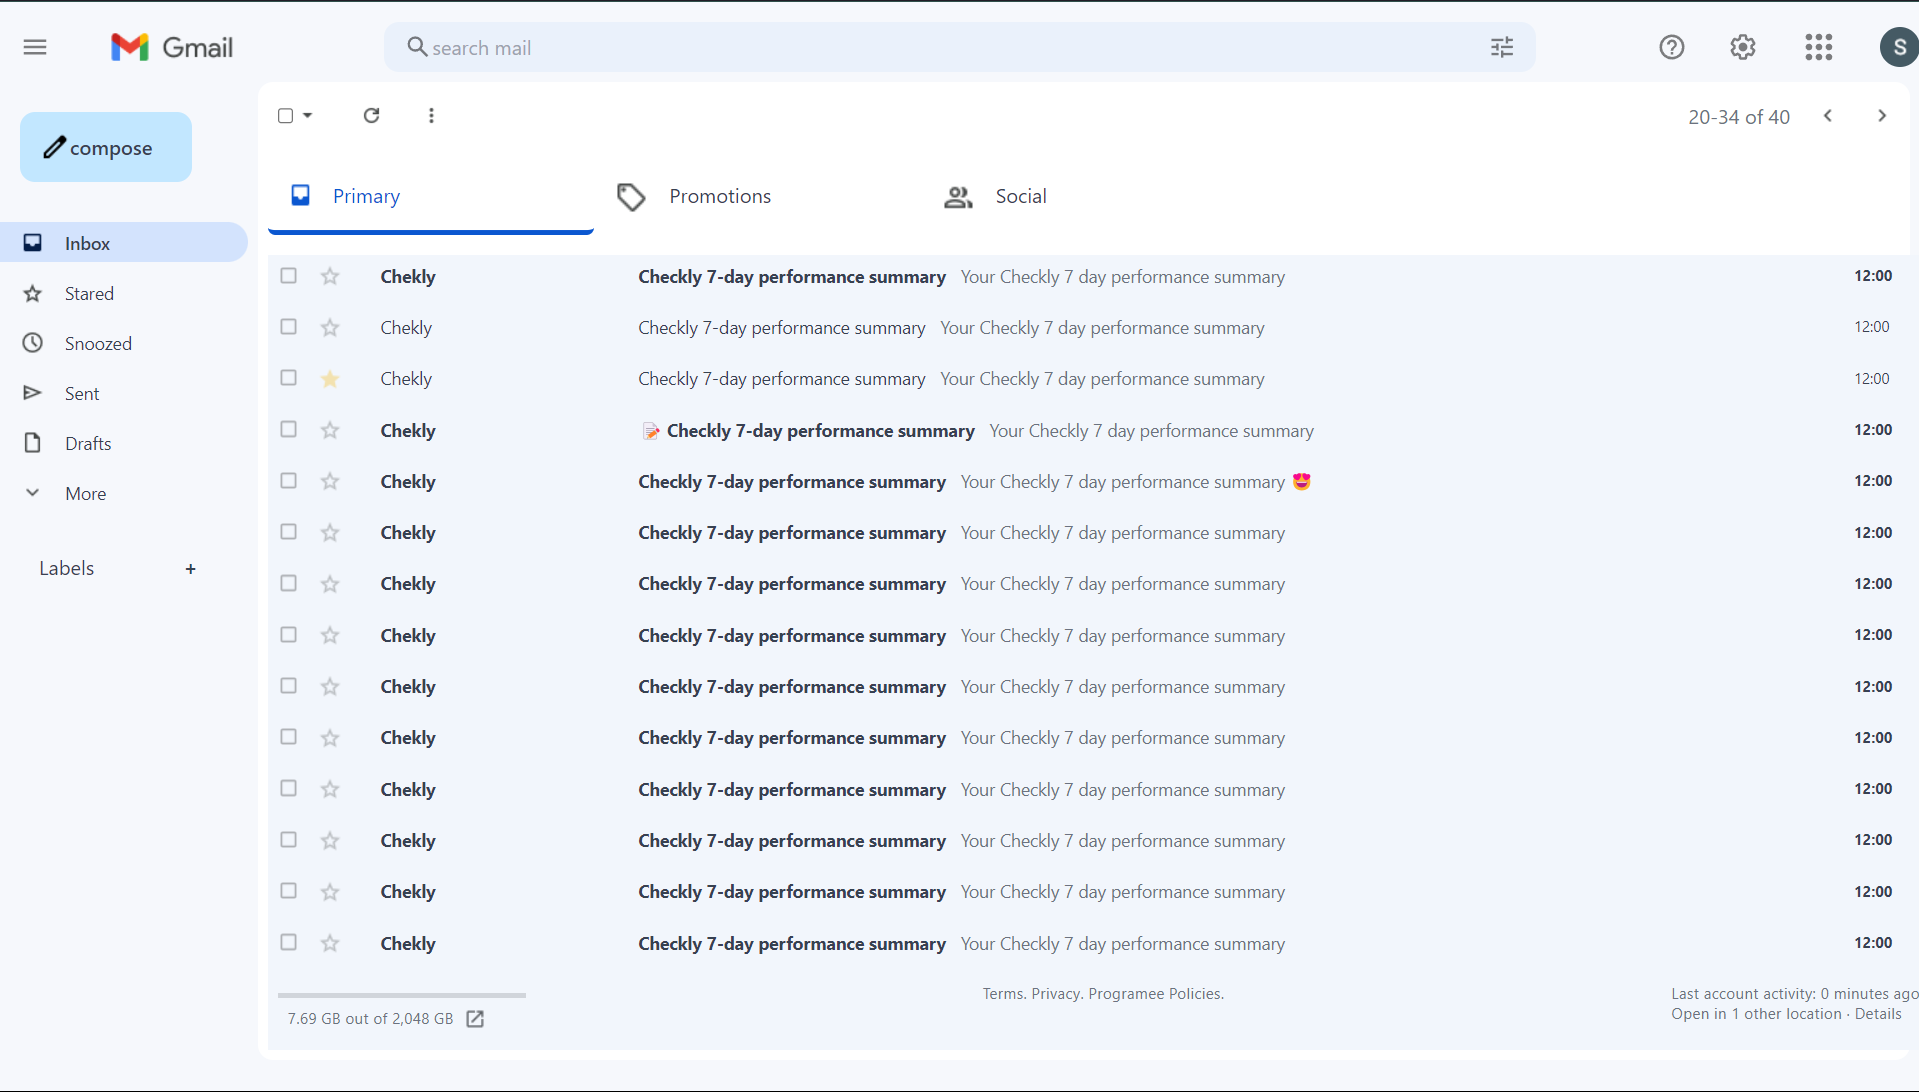 Gmail
search mail
S
compose
20-34 of 40
Primary
Promotions
Social
Inbox
Stared
Snoozed
Sent
Drafts
More
Labels +
Chekly Checkly 7-day performance summary Your Checkly 7 day performance summary 12:00
Chekly Checkly 7-day performance summary Your Checkly 7 day performance summary 12:00
Chekly Checkly 7-day performance summary Your Checkly 7 day performance summary 12:00
Chekly 📝 Checkly 7-day performance summary Your Checkly 7 day performance summary 12:00
Chekly Checkly 7-day performance summary Your Checkly 7 day performance summary 😍 12:00
Chekly Checkly 7-day performance summary Your Checkly 7 day performance summary 12:00
Chekly Checkly 7-day performance summary Your Checkly 7 day performance summary 12:00
Chekly Checkly 7-day performance summary Your Checkly 7 day performance summary 12:00
Chekly Checkly 7-day performance summary Your Checkly 7 day performance summary 12:00
Chekly Checkly 7-day performance summary Your Checkly 7 day performance summary 12:00
Chekly Checkly 7-day performance summary Your Checkly 7 day performance summary 12:00
Chekly Checkly 7-day performance summary Your Checkly 7 day performance summary 12:00
Chekly Checkly 7-day performance summary Your Checkly 7 day performance summary 12:00
Chekly Checkly 7-day performance summary Your Checkly 7 day performance summary 12:00
7.69 GB out of 2,048 GB
Terms. Privacy. Programee Policies.
Last account activity: 0 minutes ago
Open in 1 other location · Details